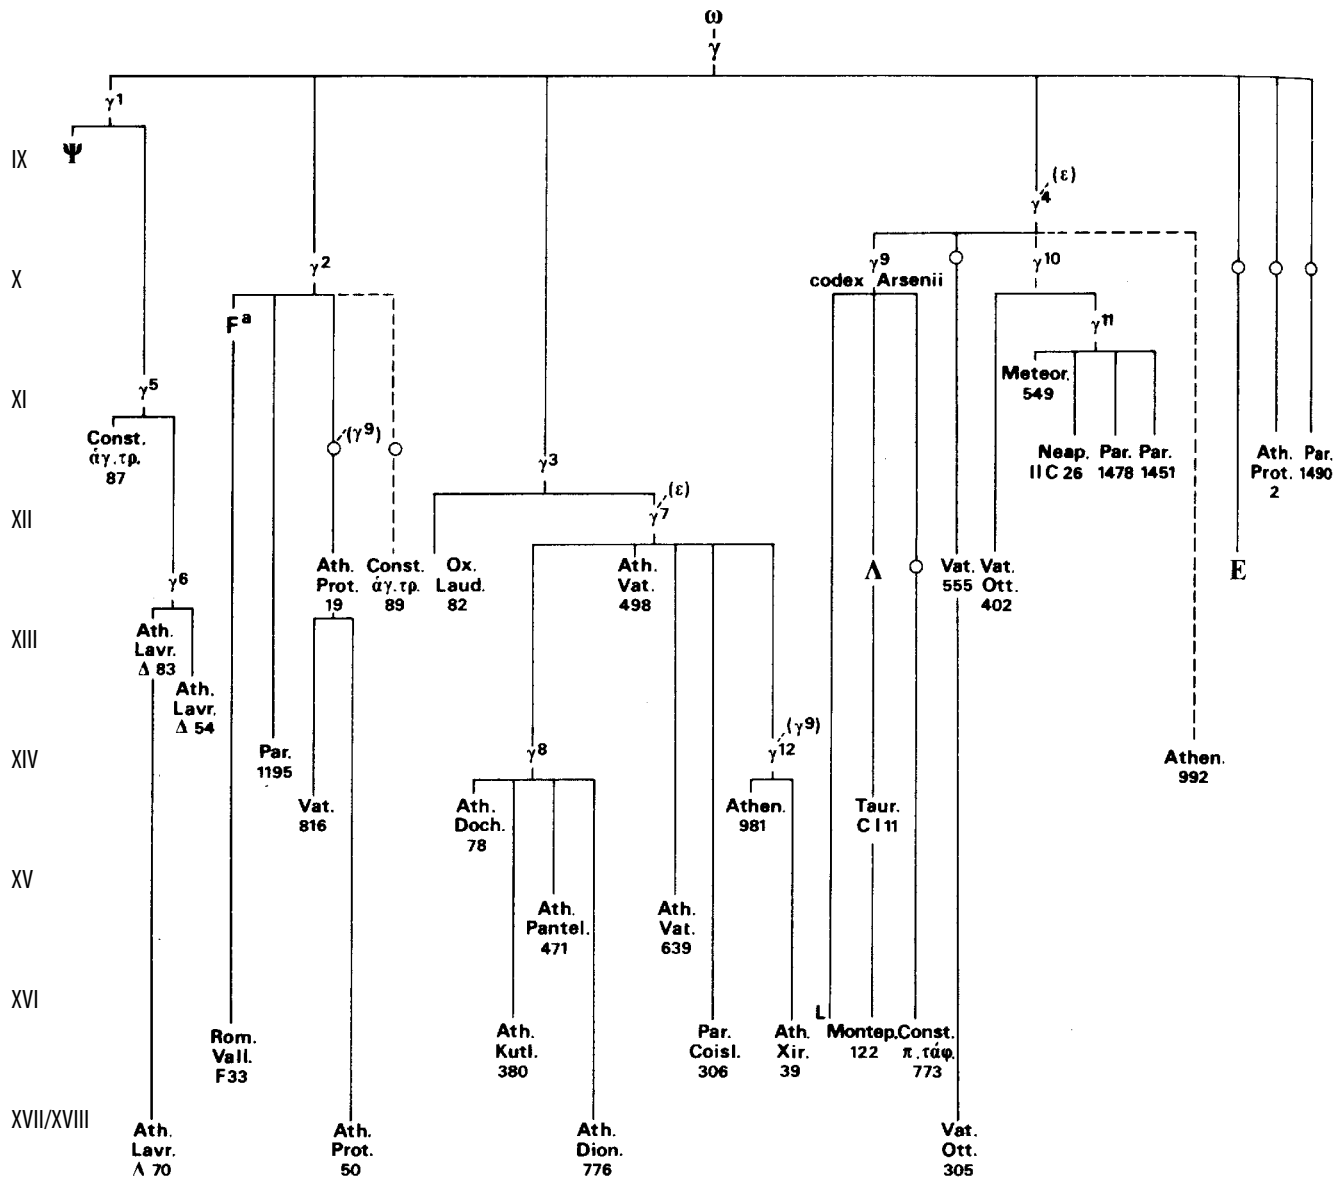 ω
γ
γ1
Ψ
IX
(ε)
γ4
γ2
γ9
γ10
X
codex Arsenii
Fa
γ11
Meteor.
549
γ5
XI
Const.
ἁγ.τρ.
87
(γ9)
γ3
Neap.
II C 26
Par.
1478
Par.
1451
Ath.
Prot.
2
Par.
1490
(ε)
γ7
XII
γ6
Ath.
Prot.
19
Const.
ἁγ.τρ.
89
Ox.
Laud.
82
Ath.
Vat.
498
Λ
Vat.
555
Vat.
Ott.
402
E
XIII
Ath.
Lavr.
Δ 83
Ath.
Lavr.
Δ 54
(γ9)
XIV
Par.
1195
γ8
γ12
Athen.
992
Vat.
816
Ath.
Doch.
78
Athen.
981
Taur.
C I 11
XV
Ath.
Pantel.
471
Ath.
Vat.
639
XVI
L
Rom.
Vall.
F33
Ath.
Kutl.
380
Par.
Coisl.
306
Ath.
Xir.
39
Montep.
122
Const.
π.τάφ.
773
XVII/XVIII
Ath.
Lavr.
Λ 70
Ath.
Prot.
50
Ath.
Dion.
776
Vat.
Ott.
305